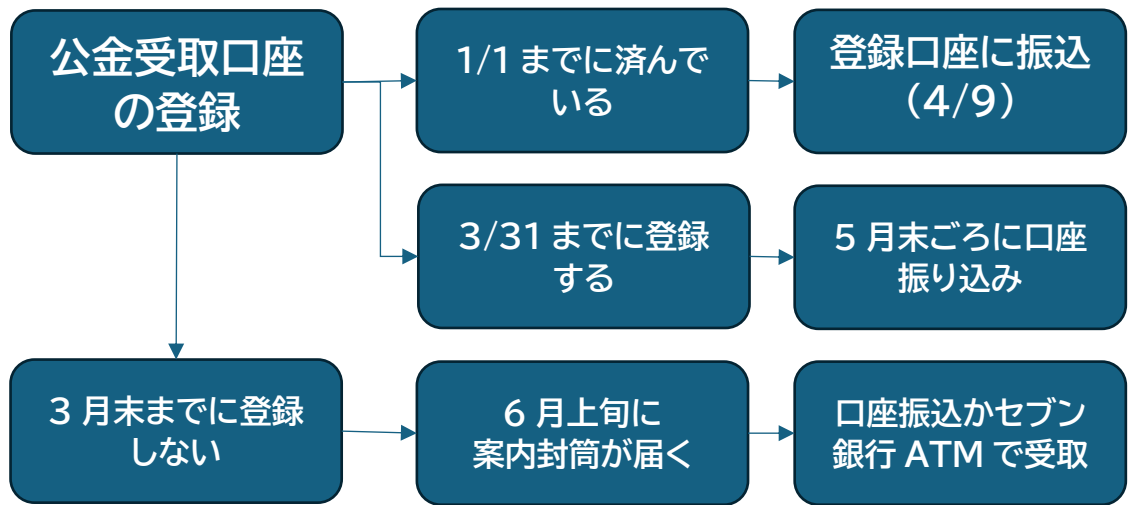 公金受取口座
の登録
1/1 までに済んで
いる
登録口座に振込
（4/9）
3/31 までに登録
する
5 月末ごろに口座
振り込み
3 月末までに登録
しない
6 月上旬に
案内封筒が届く
口座振込かセブン
銀行 ATM で受取